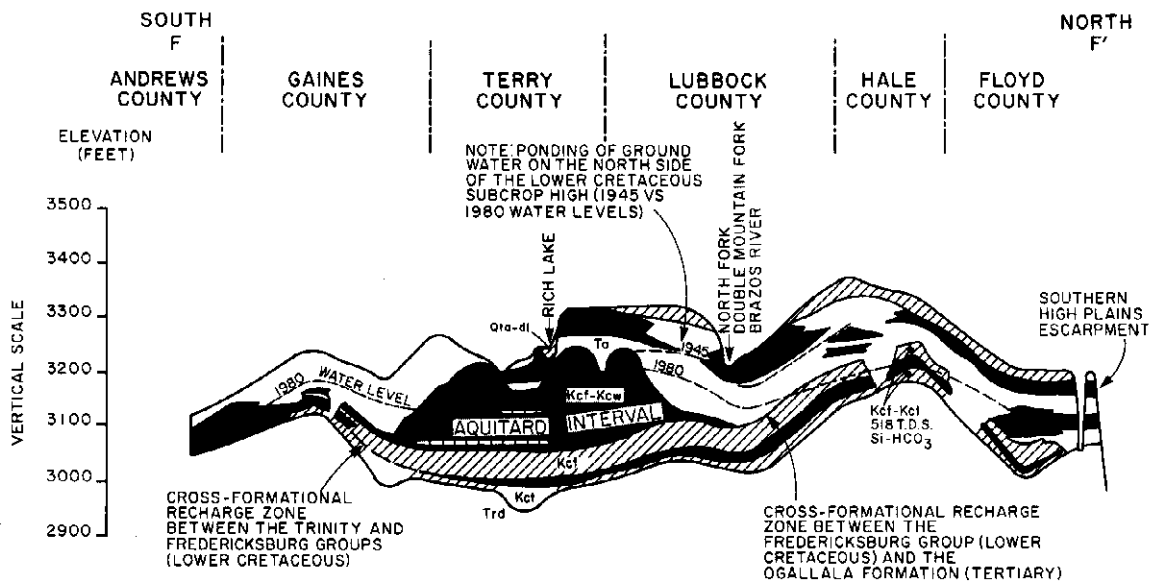 SOUTH
F
NORTH
F'
ANDREWS
COUNTY
GAINES
COUNTY
TERRY
COUNTY
LUBBOCK
COUNTY
HALE
COUNTY
FLOYD
COUNTY
ELEVATION
(FEET)
NOTE: PONDING OF GROUND
WATER ON THE NORTH SIDE
OF THE LOWER CRETACEOUS
SUBCROP HIGH (1945 VS
1980 WATER LEVELS)
VERTICAL SCALE
3500
3400
3300
3200
3100
3000
2900
RICH LAKE
NORTH FORK
DOUBLE MOUNTAIN FORK
BRAZOS RIVER
SOUTHERN
HIGH PLAINS
ESCARPMENT
Qta-dl
To
1945
1980
1980 WATER LEVEL
Kcf-Kcw
AQUITARD INTERVAL
Kcf
Kct
Trd
Kcf-Kct
518 T.D.S.
Si-HCO3
CROSS-FORMATIONAL
RECHARGE ZONE
BETWEEN THE TRINITY AND
FREDERICKSBURG GROUPS
(LOWER CRETACEOUS)
CROSS-FORMATIONAL RECHARGE
ZONE BETWEEN THE
FREDERICKSBURG GROUP (LOWER
CRETACEOUS) AND THE
OGALLALA FORMATION (TERTIARY)